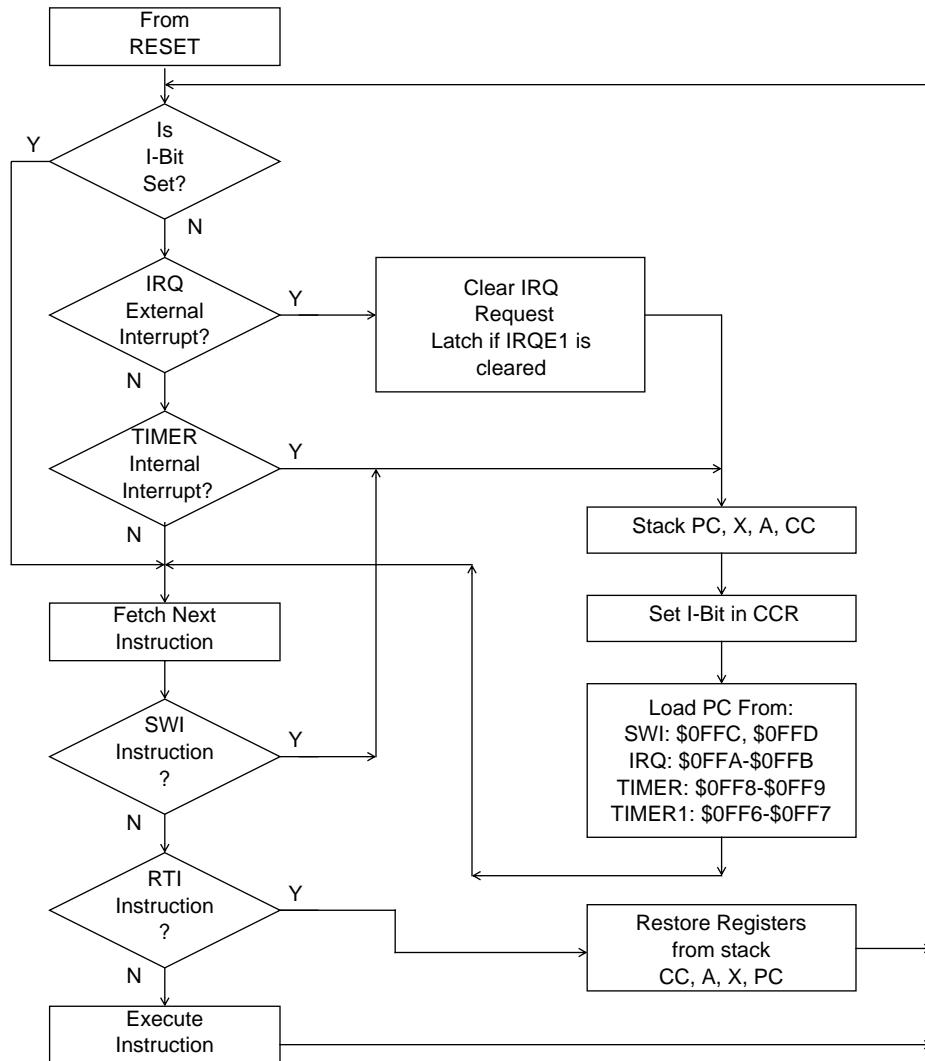 From
RESET
Y
Is
I-Bit
Set?
N
IRQ
External
Interrupt?
Y
Clear IRQ
Request
Latch if IRQE1 is
cleared
N
TIMER
Internal
Interrupt?
Y
N
Stack PC, X, A, CC
Fetch Next
Instruction
Set I-Bit in CCR
SWI
Instruction
?
Y
Load PC From:
SWI: $0FFC, $0FFD
IRQ: $0FFA-$0FFB
TIMER: $0FF8-$0FF9
TIMER1: $0FF6-$0FF7
N
RTI
Instruction
?
Y
Restore Registers
from stack
CC, A, X, PC
N
Execute
Instruction